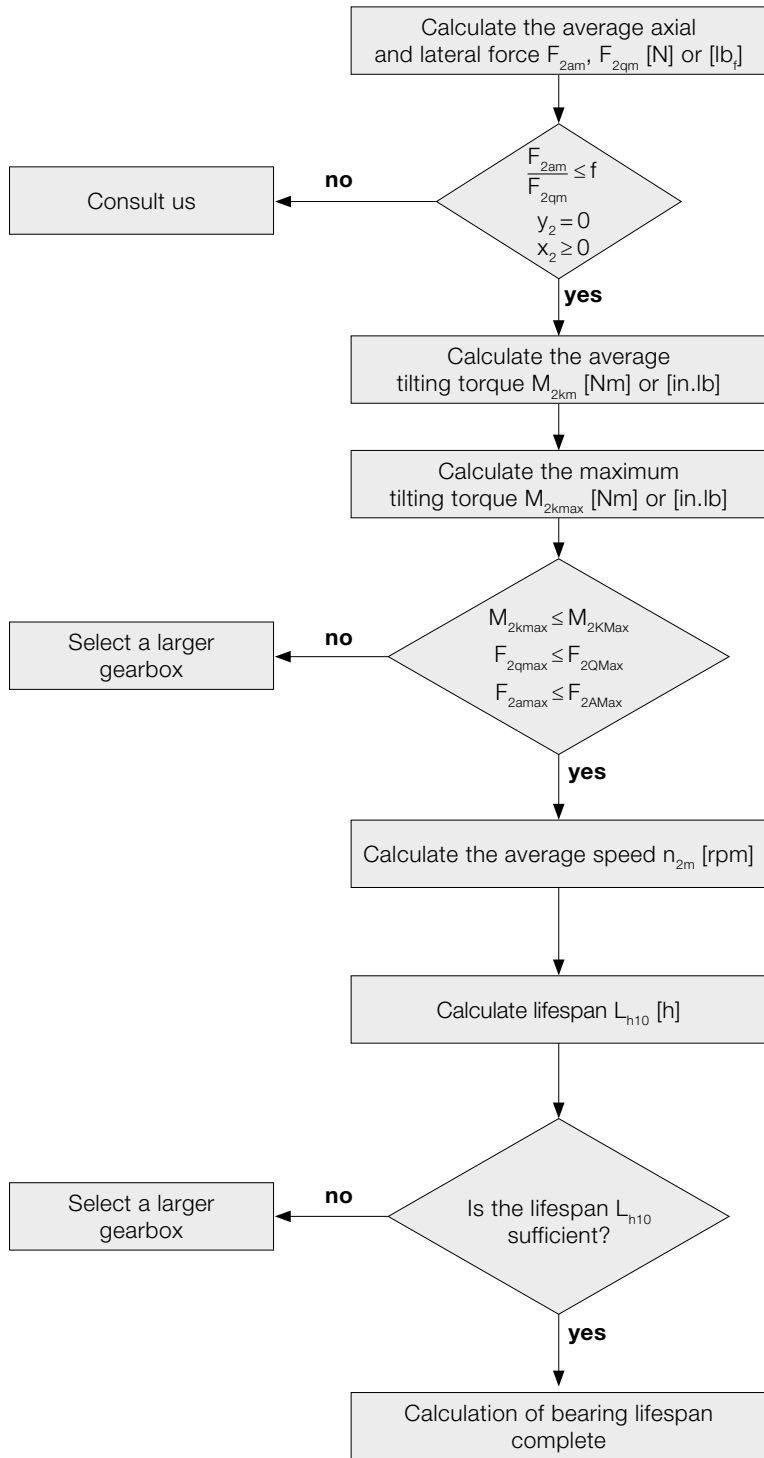 Calculate the average axial
and lateral force F₂ₐₘ, F₂qₘ [N] or [lb_f]
F₂ₐₘ
F₂qₘ
≤ f
y₂ = 0
x₂ ≥ 0
no
Consult us
yes
Calculate the average
tilting torque M₂ₖₘ [Nm] or [in.lb]
Calculate the maximum
tilting torque M₂ₖₘₐₓ [Nm] or [in.lb]
M₂ₖₘₐₓ ≤ M₂KMax
F₂qmax ≤ F₂QMax
F₂amax ≤ F₂AMax
no
Select a larger
gearbox
yes
Calculate the average speed n₂ₘ [rpm]
Calculate lifespan Lₕ₁₀ [h]
Is the lifespan Lₕ₁₀
sufficient?
no
Select a larger
gearbox
yes
Calculation of bearing lifespan
complete